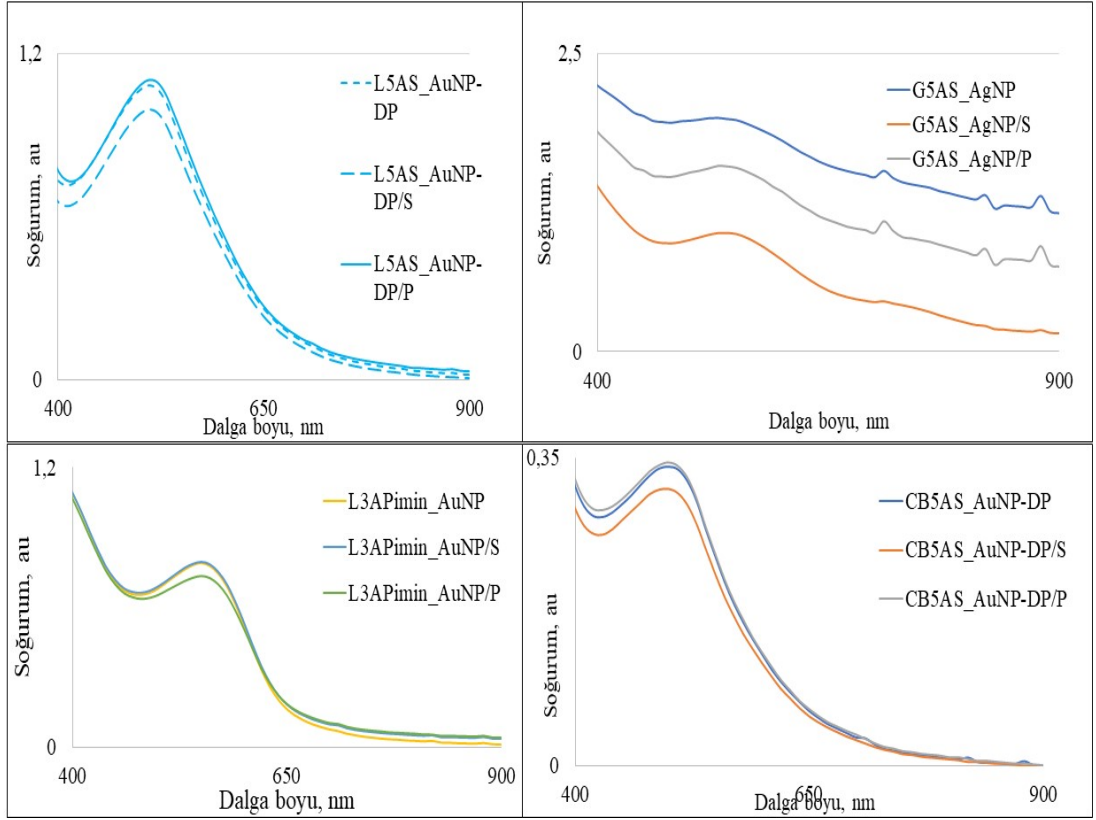 1,2
Soğurum, au
0
400
650
900
Dalga boyu, nm
L5AS_AuNP-
DP
L5AS_AuNP-
DP/S
L5AS_AuNP-
DP/P
2,5
Soğurum, au
0
400
900
Dalga boyu, nm
G5AS_AgNP
G5AS_AgNP/S
G5AS_AgNP/P
1,2
Soğurum, au
0
400
650
900
Dalga boyu, nm
L3APimin_AuNP
L3APimin_AuNP/S
L3APimin_AuNP/P
0,35
Soğurum, au
0
400
650
900
Dalga boyu, nm
CB5AS_AuNP-DP
CB5AS_AuNP-DP/S
CB5AS_AuNP-DP/P